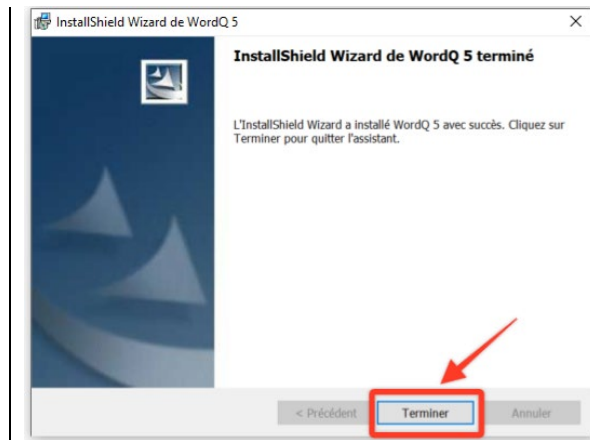 InstallShield Wizard de WordQ 5
InstallShield Wizard de WordQ 5 terminé
L'InstallShield Wizard a installé WordQ 5 avec succès. Cliquez sur
Terminer pour quitter l'assistant.
< Précédent Terminer Annuler